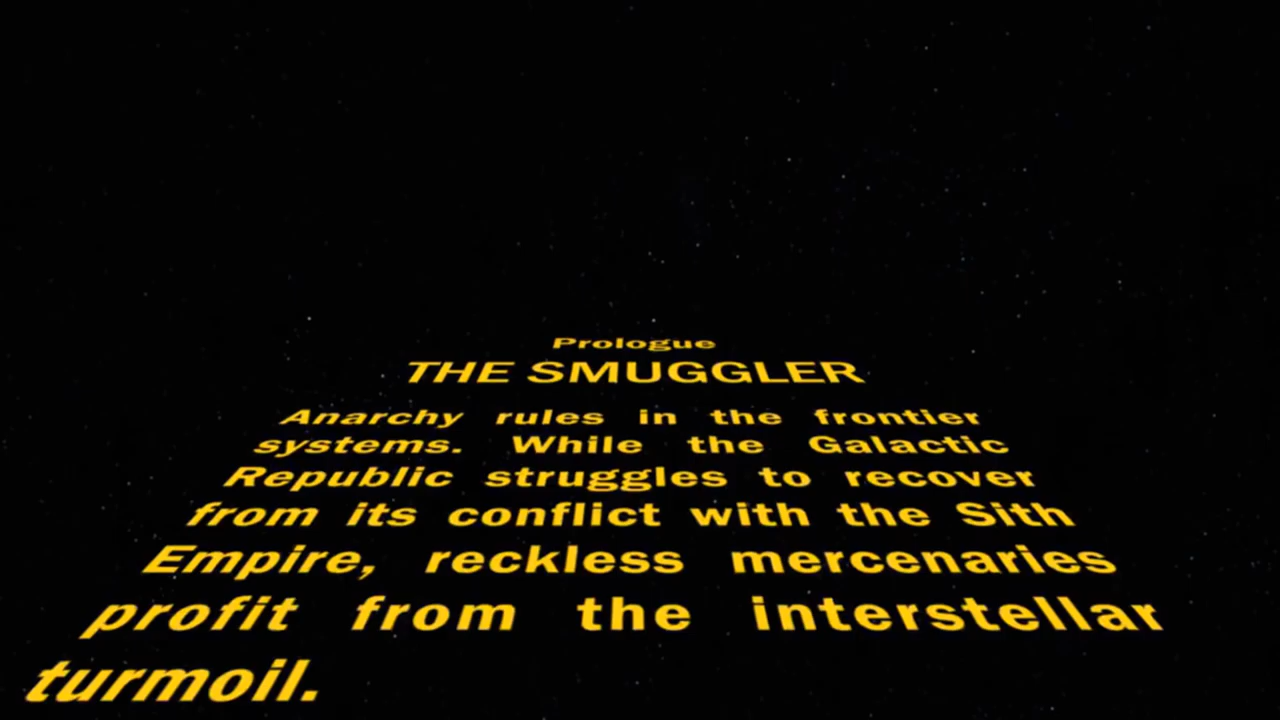 Prologue
THE SMUGGLER
Anarchy rules in the frontier
systems. While the Galactic
Republic struggles to recover
from its conflict with the Sith
Empire, reckless mercenaries
profit from the interstellar
turmoil.